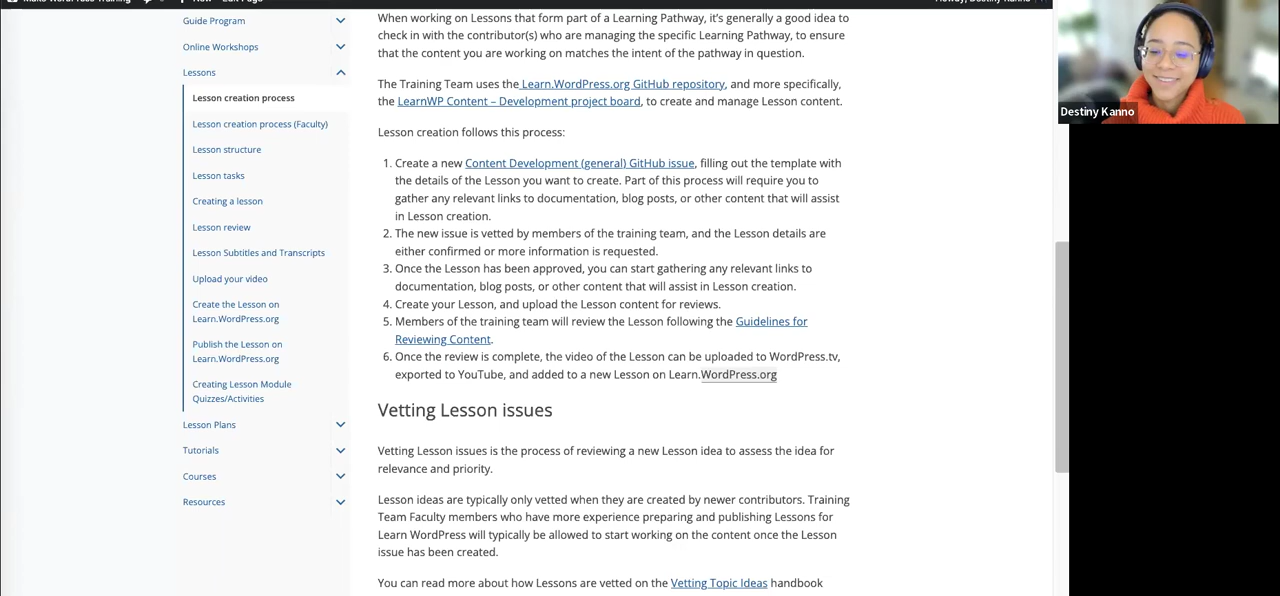 Guide Program
Online Workshops
Lessons
Lesson creation process
Lesson creation process (Faculty)
Lesson structure
Lesson tasks
Creating a lesson
Lesson review
Lesson Subtitles and Transcripts
Upload your video
Create the Lesson on
Learn.WordPress.org
Publish the Lesson on
Learn.WordPress.org
Creating Lesson Module
Quizzes/Activities
Lesson Plans
Tutorials
Courses
Resources
When working on Lessons that form part of a Learning Pathway, it's generally a good idea to
check in with the contributor(s) who are managing the specific Learning Pathway, to ensure
that the content you are working on matches the intent of the pathway in question.
The Training Team uses the Learn.WordPress.org GitHub repository, and more specifically,
the LearnWP Content – Development project board, to create and manage Lesson content.
Lesson creation follows this process:
1. Create a new Content Development (general) GitHub issue, filling out the template with
the details of the Lesson you want to create. Part of this process will require you to
gather any relevant links to documentation, blog posts, or other content that will assist
in Lesson creation.
2. The new issue is vetted by members of the training team, and the Lesson details are
either confirmed or more information is requested.
3. Once the Lesson has been approved, you can start gathering any relevant links to
documentation, blog posts, or other content that will assist in Lesson creation.
4. Create your Lesson, and upload the Lesson content for reviews.
5. Members of the training team will review the Lesson following the Guidelines for
Reviewing Content.
6. Once the review is complete, the video of the Lesson can be uploaded to WordPress.tv,
exported to YouTube, and added to a new Lesson on Learn.WordPress.org
Vetting Lesson issues
Vetting Lesson issues is the process of reviewing a new Lesson idea to assess the idea for
relevance and priority.
Lesson ideas are typically only vetted when they are created by newer contributors. Training
Team Faculty members who have more experience preparing and publishing Lessons for
Learn WordPress will typically be allowed to start working on the content once the Lesson
issue has been created.
You can read more about how Lessons are vetted on the Vetting Topic Ideas handbook
Destiny Kanno